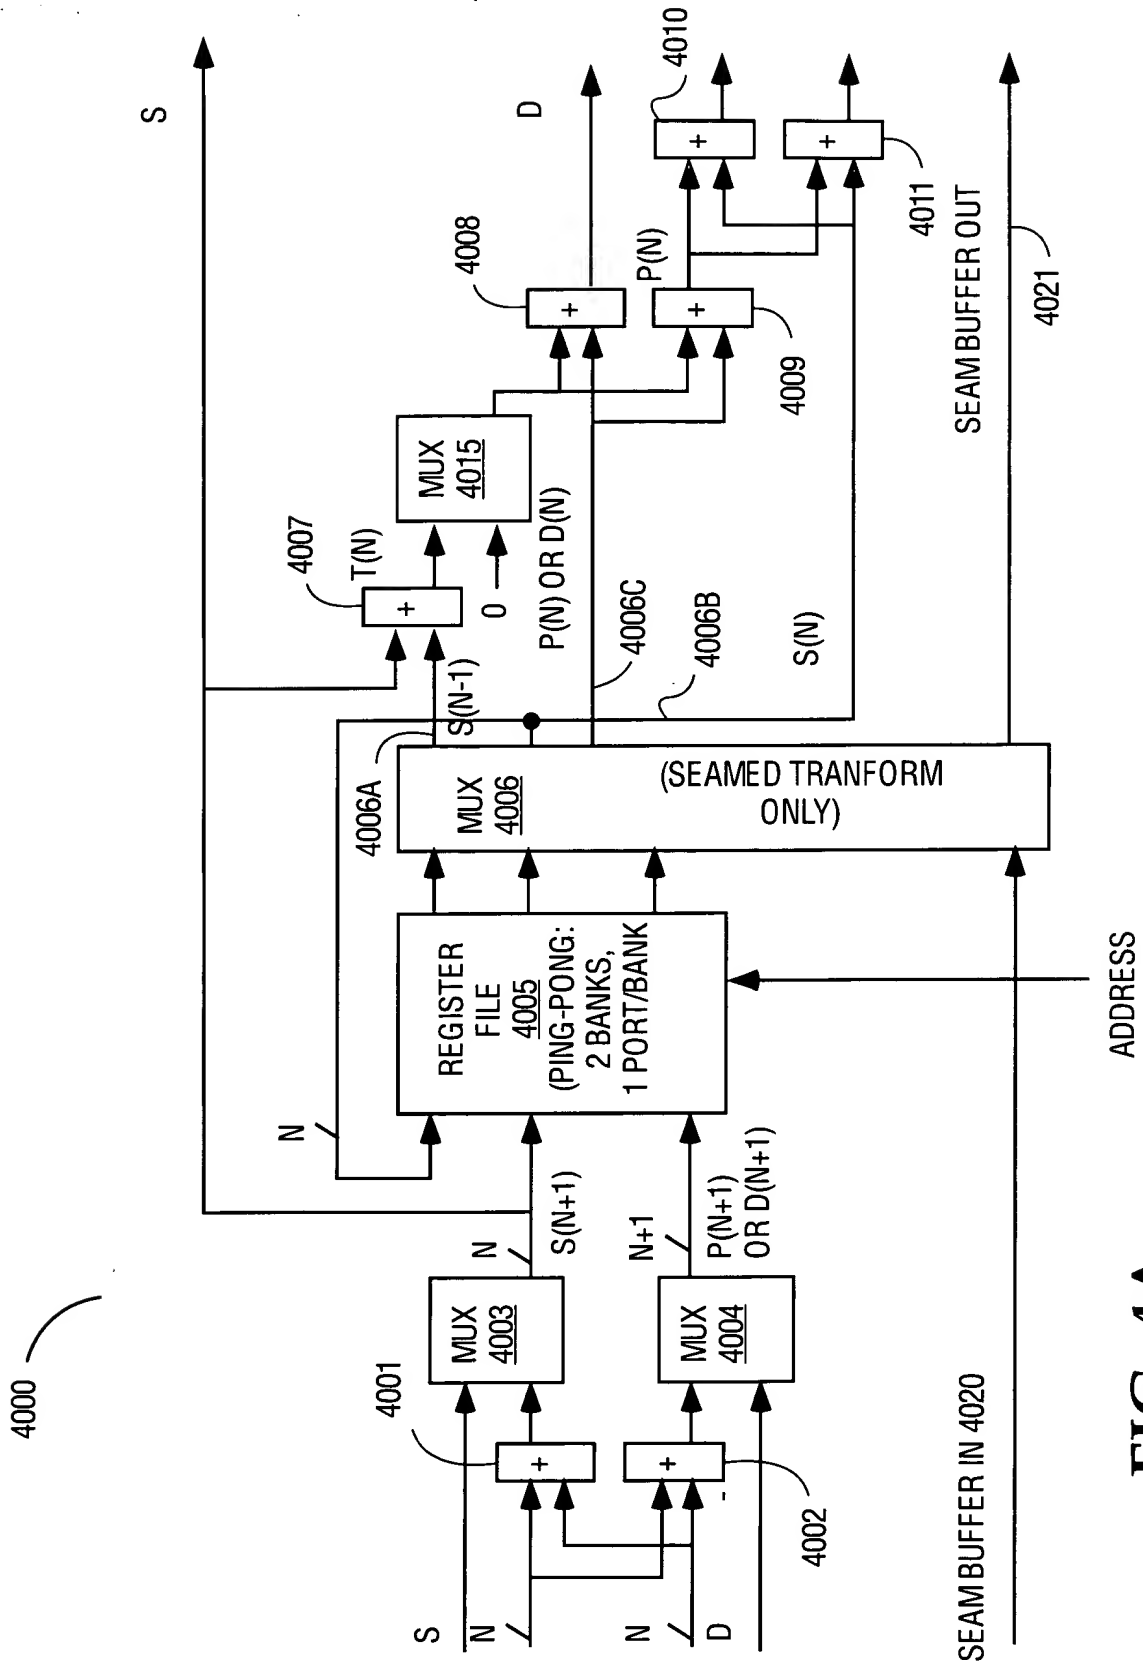 4000
S
N
N
D
4001
+
+
-
4002
MUX
4003
MUX
4004
N
S(N+1)
N+1
P(N+1)
OR D(N+1)
N
REGISTER
FILE
4005
(PING-PONG:
2 BANKS,
1 PORT/BANK
ADDRESS
SEAM BUFFER IN 4020
MUX
4006
(SEAMED TRANFORM
ONLY)
4006A
S(N-1)
4006B
4006C
S(N)
P(N) OR D(N)
4007
+
T(N)
0
MUX
4015
4008
+
+
4009
P(N)
S
D
4010
+
+
4011
SEAM BUFFER OUT
4021